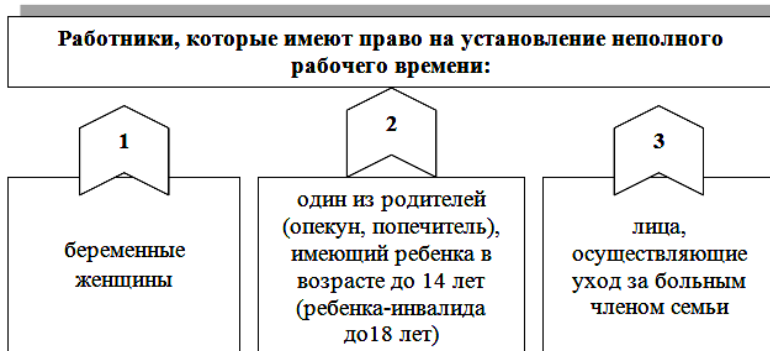 Работники, которые имеют право на установление неполного
рабочего времени:
1
2
3
беременные
женщины
один из родителей
(опекун, попечитель),
имеющий ребенка в
возрасте до 14 лет
(ребенка-инвалида
до18 лет)
лица,
осуществляющие
уход за больным
членом семьи